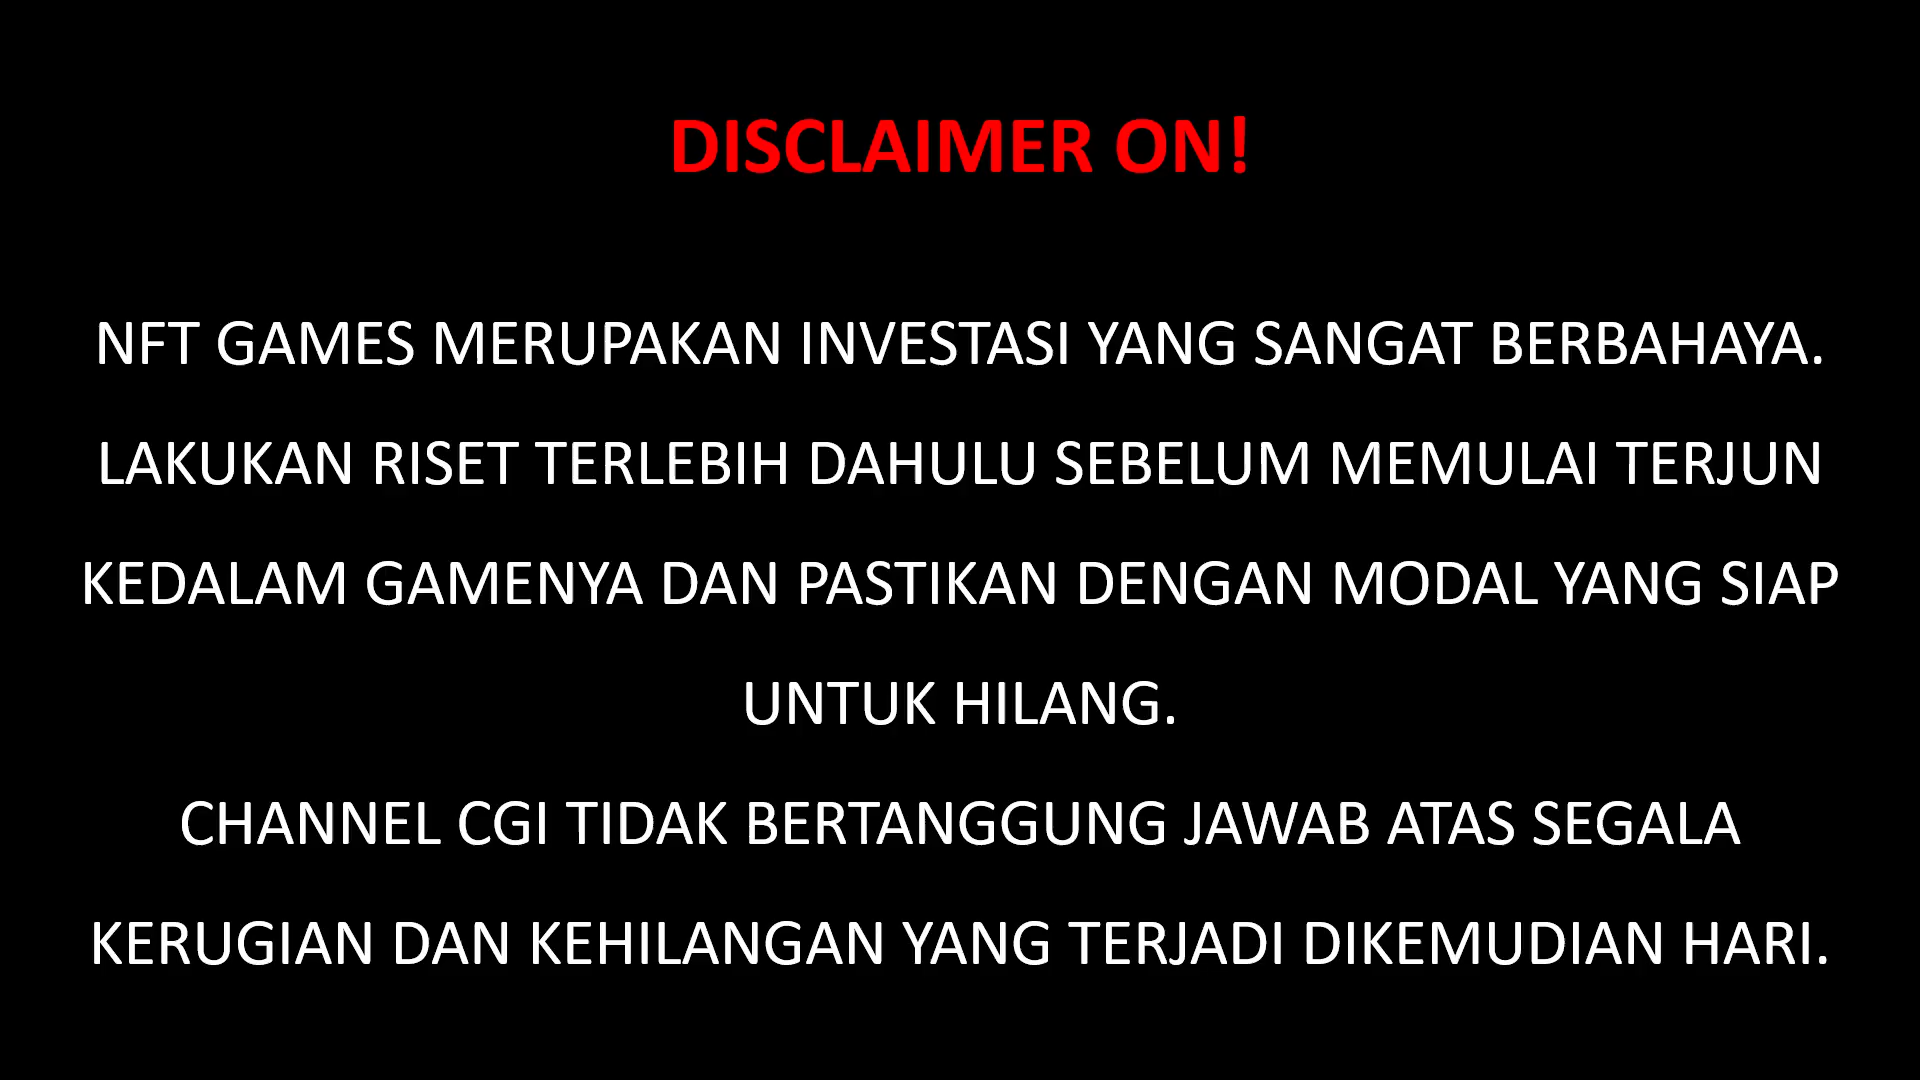 DISCLAIMER ON!
NFT GAMES MERUPAKAN INVESTASI YANG SANGAT BERBAHAYA.
LAKUKAN RISET TERLEBIH DAHULU SEBELUM MEMULAI TERJUN
KEDALAM GAMENYA DAN PASTIKAN DENGAN MODAL YANG SIAP
UNTUK HILANG.
CHANNEL CGI TIDAK BERTANGGUNG JAWAB ATAS SEGALA
KERUGIAN DAN KEHILANGAN YANG TERJADI DIKEMUDIAN HARI.